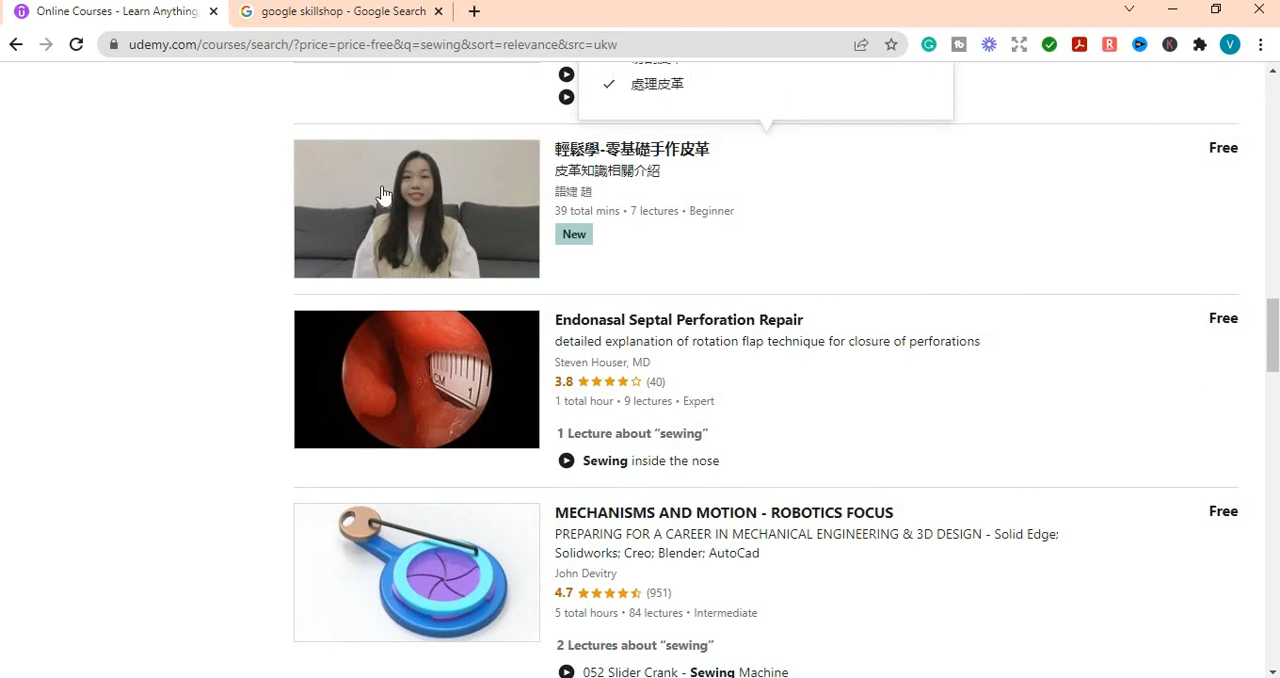 Online Courses - Learn Anything,
google skillshop - Google Search
udemy.com/courses/search/?price=price-free&q=sewing&sort=relevance&src=ukw
處理皮革
輕鬆學-零基礎手作皮革
Free
皮革知識相關介紹
語婕 趙
39 total mins • 7 lectures • Beginner
New
Endonasal Septal Perforation Repair
Free
detailed explanation of rotation flap technique for closure of perforations
Steven Houser, MD
3.8 (40)
1 total hour • 9 lectures • Expert
CM
1
1 Lecture about “sewing”
Sewing inside the nose
MECHANISMS AND MOTION - ROBOTICS FOCUS
Free
PREPARING FOR A CAREER IN MECHANICAL ENGINEERING & 3D DESIGN - Solid Edge;
Solidworks; Creo; Blender; AutoCad
John Devitry
4.7 (951)
5 total hours • 84 lectures • Intermediate
2 Lectures about “sewing”
052 Slider Crank - Sewing Machine